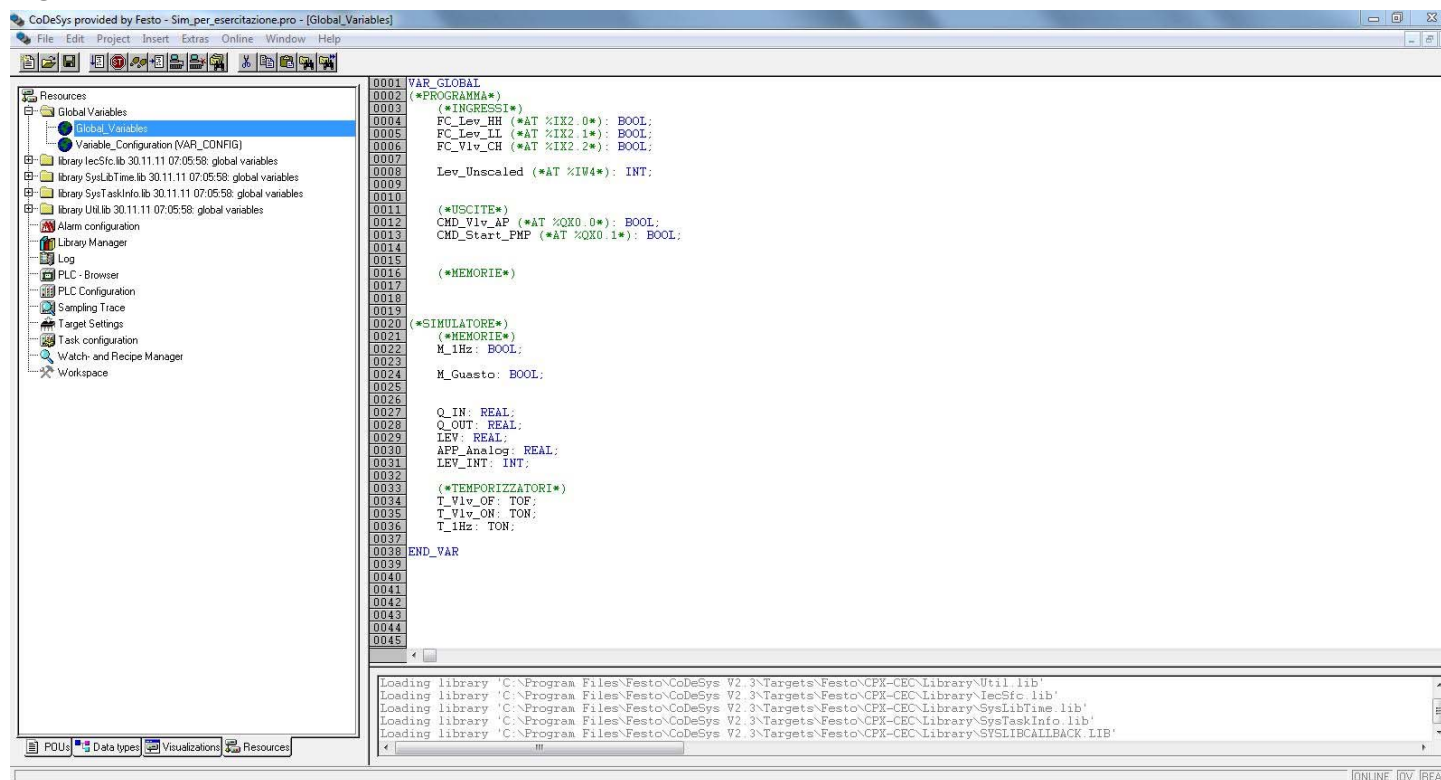 CoDeSys provided by Festo - Sim_per_esercitazione.pro - [Global_Variables]
File Edit Project Insert Extras Online Window Help
Resources
Global Variables
Global_Variables
Variable_Configuration (VAR_CONFIG)
library IecSfc.lib 30.11.11 07:05:58: global variables
library SysLibTime.lib 30.11.11 07:05:58: global variables
library SysTaskInfo.lib 30.11.11 07:05:58: global variables
library Util.lib 30.11.11 07:05:58: global variables
Alarm configuration
Library Manager
Log
PLC - Browser
PLC Configuration
Sampling Trace
Target Settings
Task configuration
Watch- and Recipe Manager
Workspace
POUs Data types Visualizations Resources
0001 VAR_GLOBAL
0002 (*PROGRAMMA*)
0003 (*INGRESSI*)
0004 FC_Lev_HH (*AT %IX2.0*): BOOL;
0005 FC_Lev_LL (*AT %IX2.1*): BOOL;
0006 FC_Vlv_CH (*AT %IX2.2*): BOOL;
0007
0008 Lev_Unscaled (*AT %IW4*): INT;
0009
0010
0011 (*USCITE*)
0012 CMD_Vlv_AP (*AT %QX0.0*): BOOL;
0013 CMD_Start_PMP (*AT %QX0.1*): BOOL;
0014
0015
0016 (*MEMORIE*)
0017
0018
0019
0020 (*SIMULATORE*)
0021 (*MEMORIE*)
0022 M_1Hz: BOOL;
0023
0024 M_Guasto: BOOL;
0025
0026
0027 Q_IN: REAL;
0028 Q_OUT: REAL;
0029 LEV: REAL;
0030 APP_Analog: REAL;
0031 LEV_INT: INT;
0032
0033 (*TEMPORIZZATORI*)
0034 T_Vlv_OF: TOF;
0035 T_Vlv_ON: TON;
0036 T_1Hz: TON;
0037
0038 END_VAR
0039
0040
0041
0042
0043
0044
0045
Loading library 'C:\Program Files\Festo\CoDeSys V2.3\Targets\Festo\CPX-CEC\Library\Util.lib'
Loading library 'C:\Program Files\Festo\CoDeSys V2.3\Targets\Festo\CPX-CEC\Library\IecSfc.lib'
Loading library 'C:\Program Files\Festo\CoDeSys V2.3\Targets\Festo\CPX-CEC\Library\SysLibTime.lib'
Loading library 'C:\Program Files\Festo\CoDeSys V2.3\Targets\Festo\CPX-CEC\Library\SysTaskInfo.lib'
Loading library 'C:\Program Files\Festo\CoDeSys V2.3\Targets\Festo\CPX-CEC\Library\SYSLIBCALLBACK.LIB'
ONLINE OV